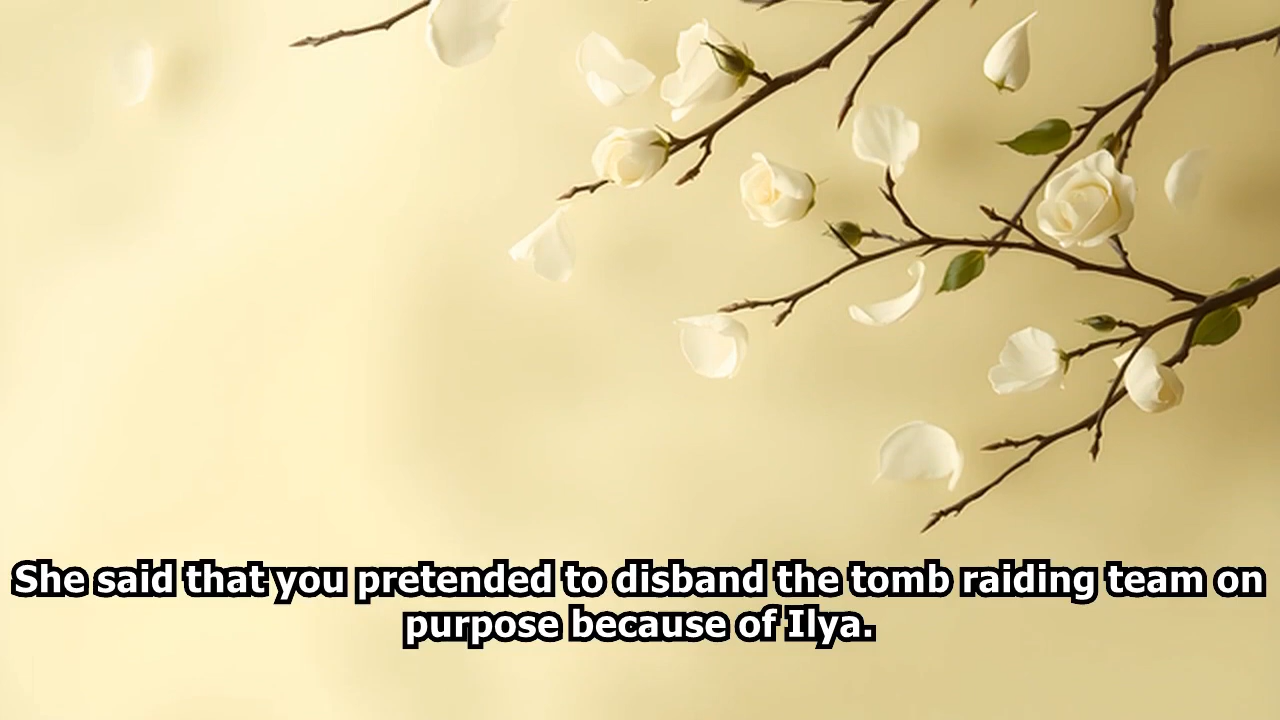 She said that you pretended to disband the tomb raiding team on
purpose because of Ilya.